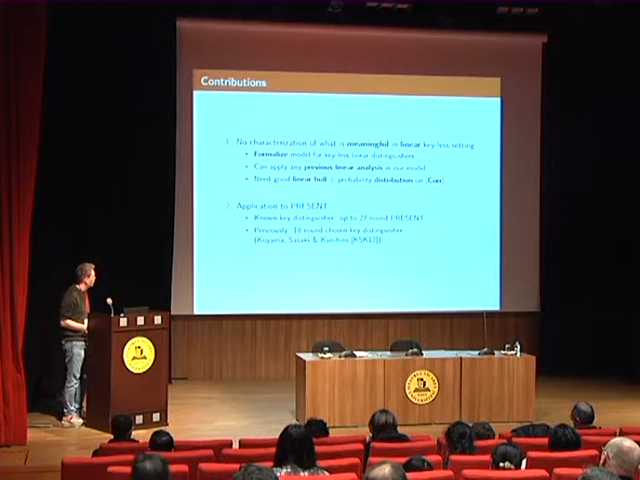 Contributions
1. No characterization of what is meaningful in linear key-less setting
• Formalize model for key-less linear distinguishers
• Can apply any previous linear analysis in our model
• Need good linear hull + probability distribution on |Corr|
2. Application to PRESENT
• Known key distinguisher: up to 27 round PRESENT
• Previously: 18 round chosen key distinguisher
(Koyama, Sasaki & Kunihiro [KSK12])